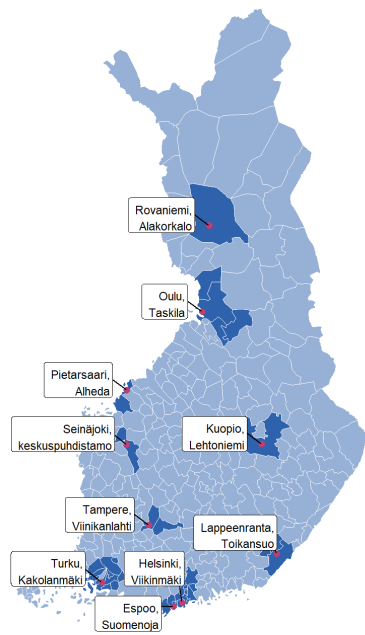 Rovaniemi,
Alakorkalo
Oulu,
Taskila
Pietarsaari,
Alheda
Seinäjoki,
keskuspuhdistamo
Kuopio,
Lehtoniemi
Tampere,
Viinikanlahti
Lappeenranta,
Toikansuo
Turku,
Kakolanmäki
Helsinki,
Viikinmäki
Espoo,
Suomenoja